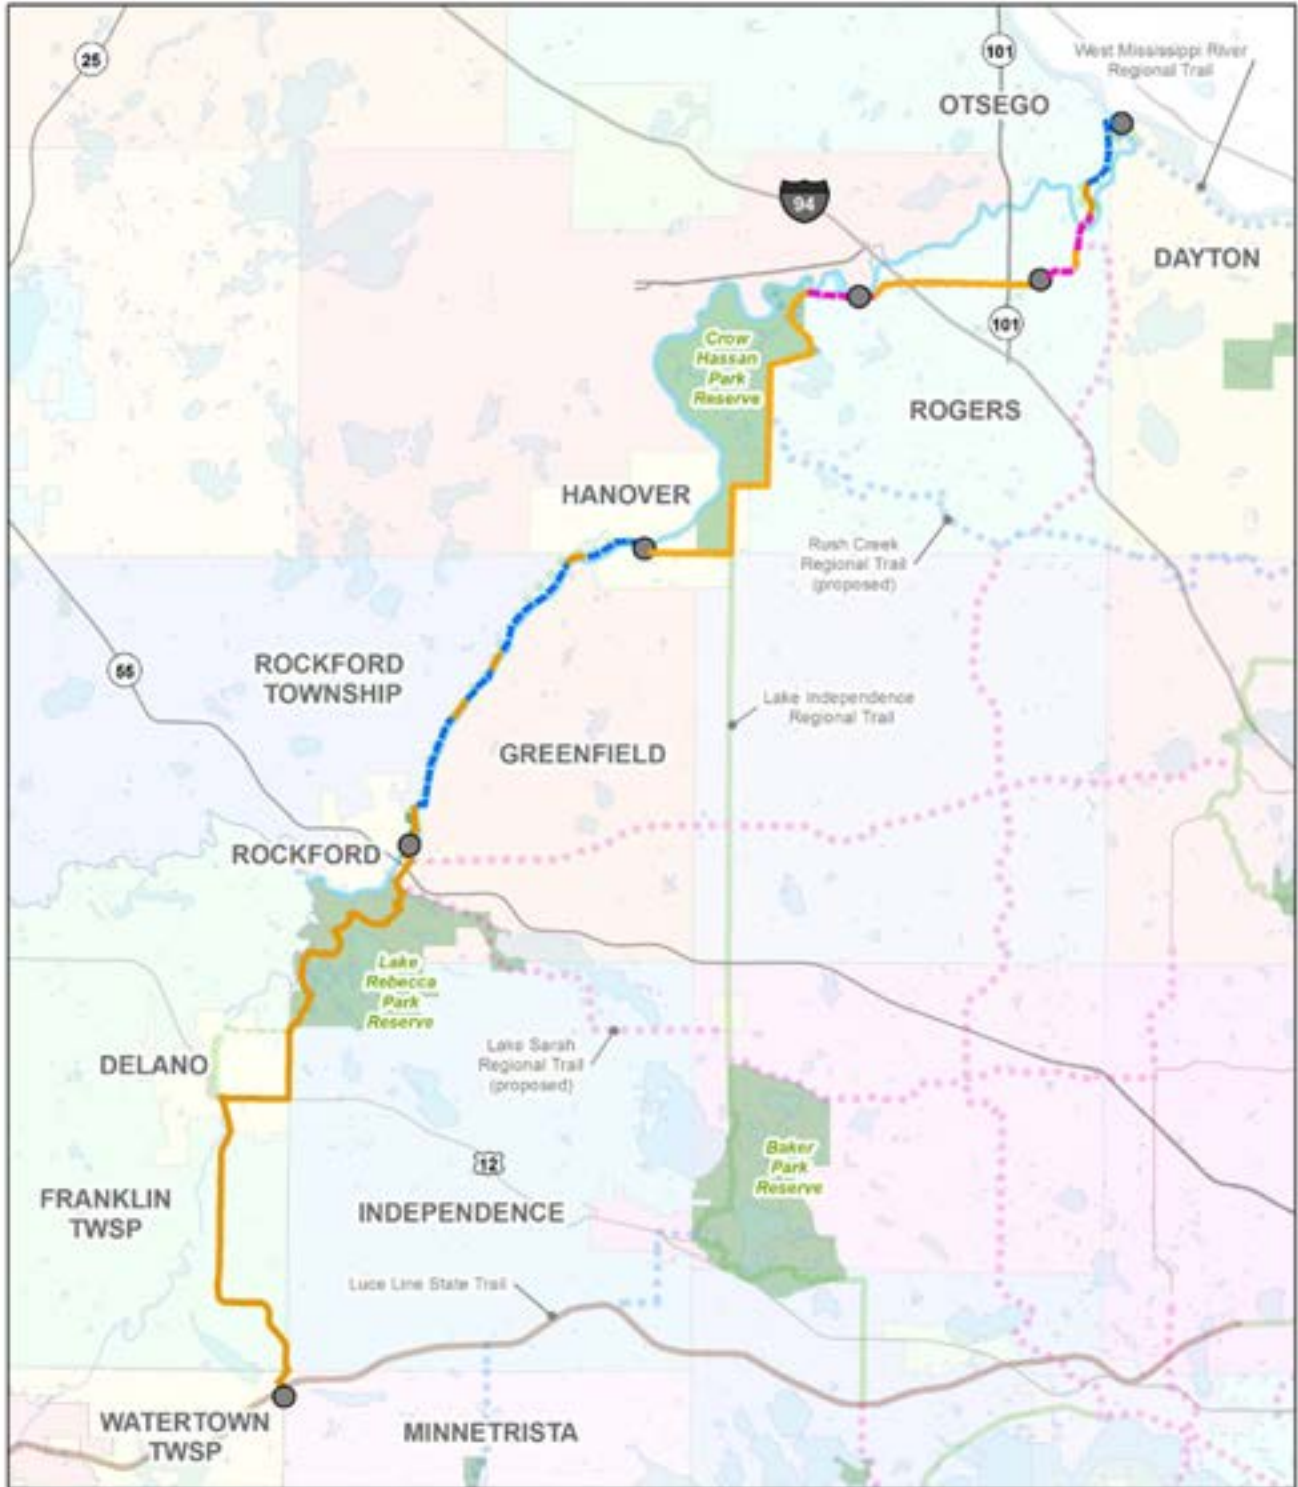 25
101
West Mississippi River
Regional Trail
OTSEGO
94
DAYTON
101
Crow
Hassan
Park
Reserve
ROGERS
HANOVER
Rush Creek
Regional Trail
(proposed)
55
ROCKFORD
TOWNSHIP
Lake Independence
Regional Trail
GREENFIELD
ROCKFORD
Lake
Rebecca
Park
Reserve
Lake Sarah
Regional Trail
(proposed)
DELANO
12
Baker
Park
Reserve
FRANKLIN
TWSP
INDEPENDENCE
Luce Line State Trail
WATERTOWN
TWSP
MINNETRISTA